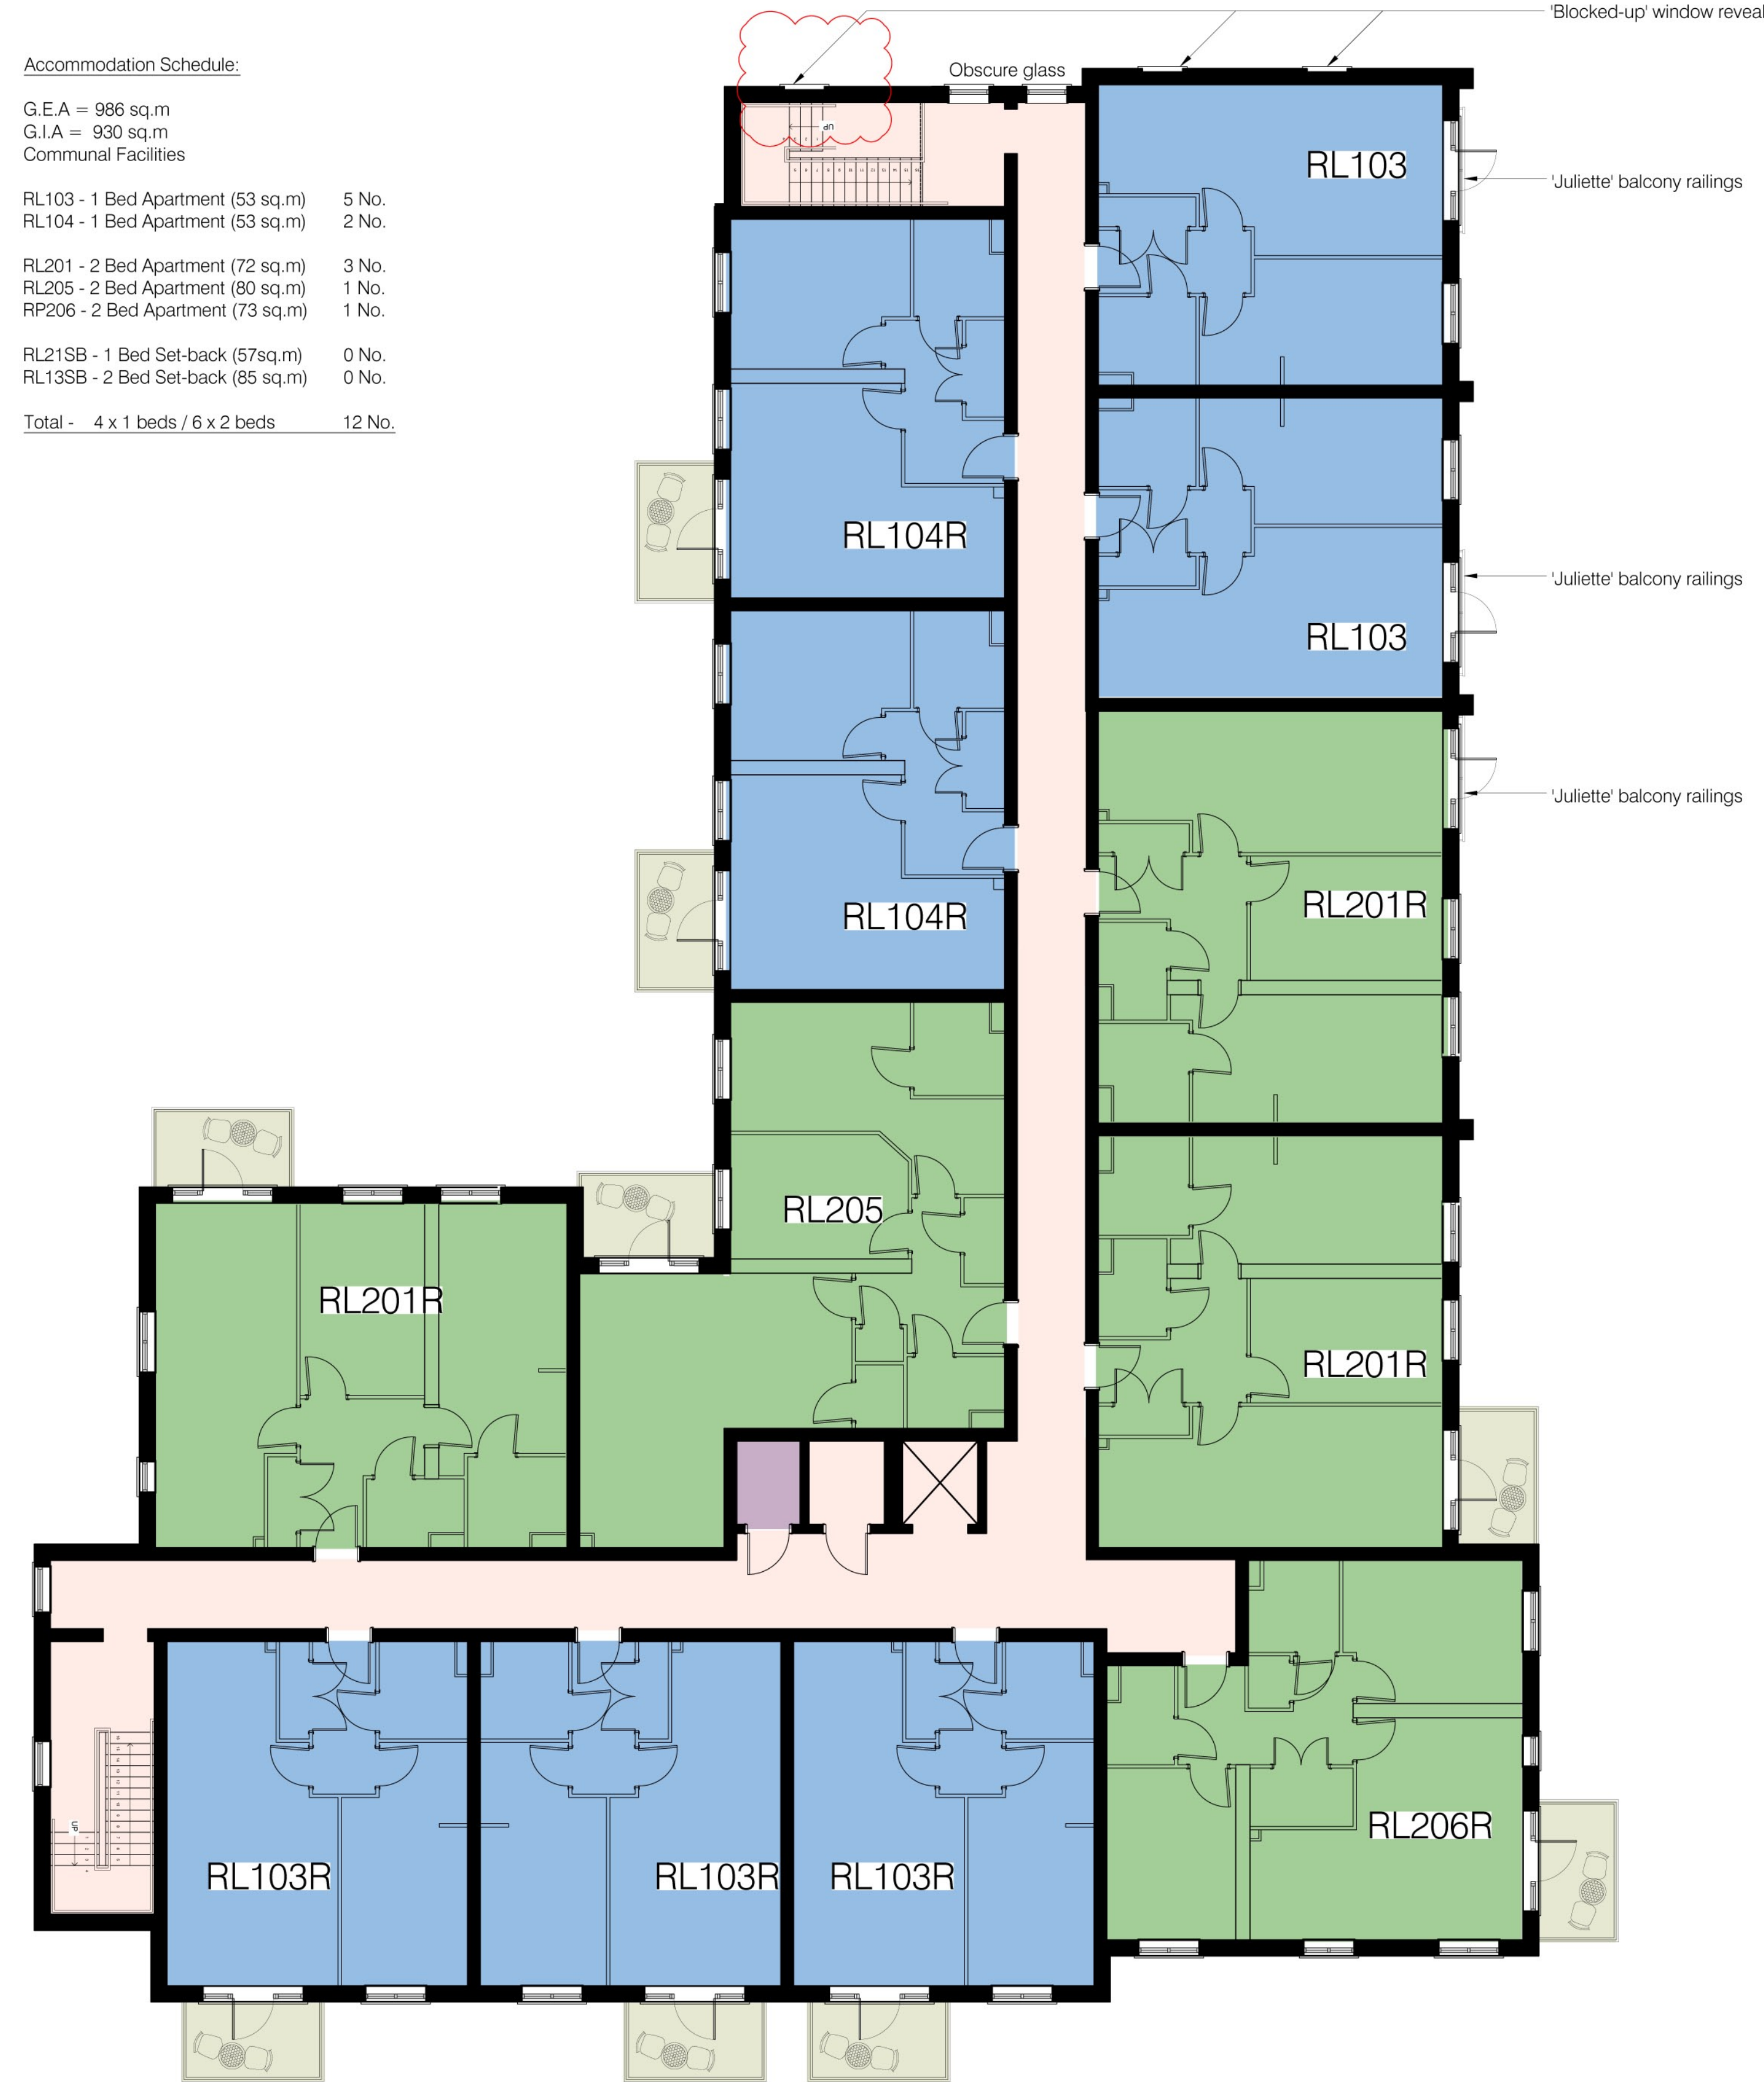 'Blocked-up' window reveal
Accommodation Schedule:
Obscure glass
G.E.A = 986 sq.m
G.I.A = 930 sq.m
Communal Facilities
RL103 - 1 Bed Apartment (53 sq.m) 5 No.
RL104 - 1 Bed Apartment (53 sq.m) 2 No.
RL201 - 2 Bed Apartment (72 sq.m) 3 No.
RL205 - 2 Bed Apartment (80 sq.m) 1 No.
RP206 - 2 Bed Apartment (73 sq.m) 1 No.
RL21SB - 1 Bed Set-back (57sq.m) 0 No.
RL13SB - 2 Bed Set-back (85 sq.m) 0 No.
Total - 4 x 1 beds / 6 x 2 beds 12 No.
UP
RL103
'Juliette' balcony railings
RL104R
'Juliette' balcony railings
RL103
'Juliette' balcony railings
RL201R
RL104R
RL205
RL201R
RL201R
UP
RL206R
RL103R
RL103R
RL103R